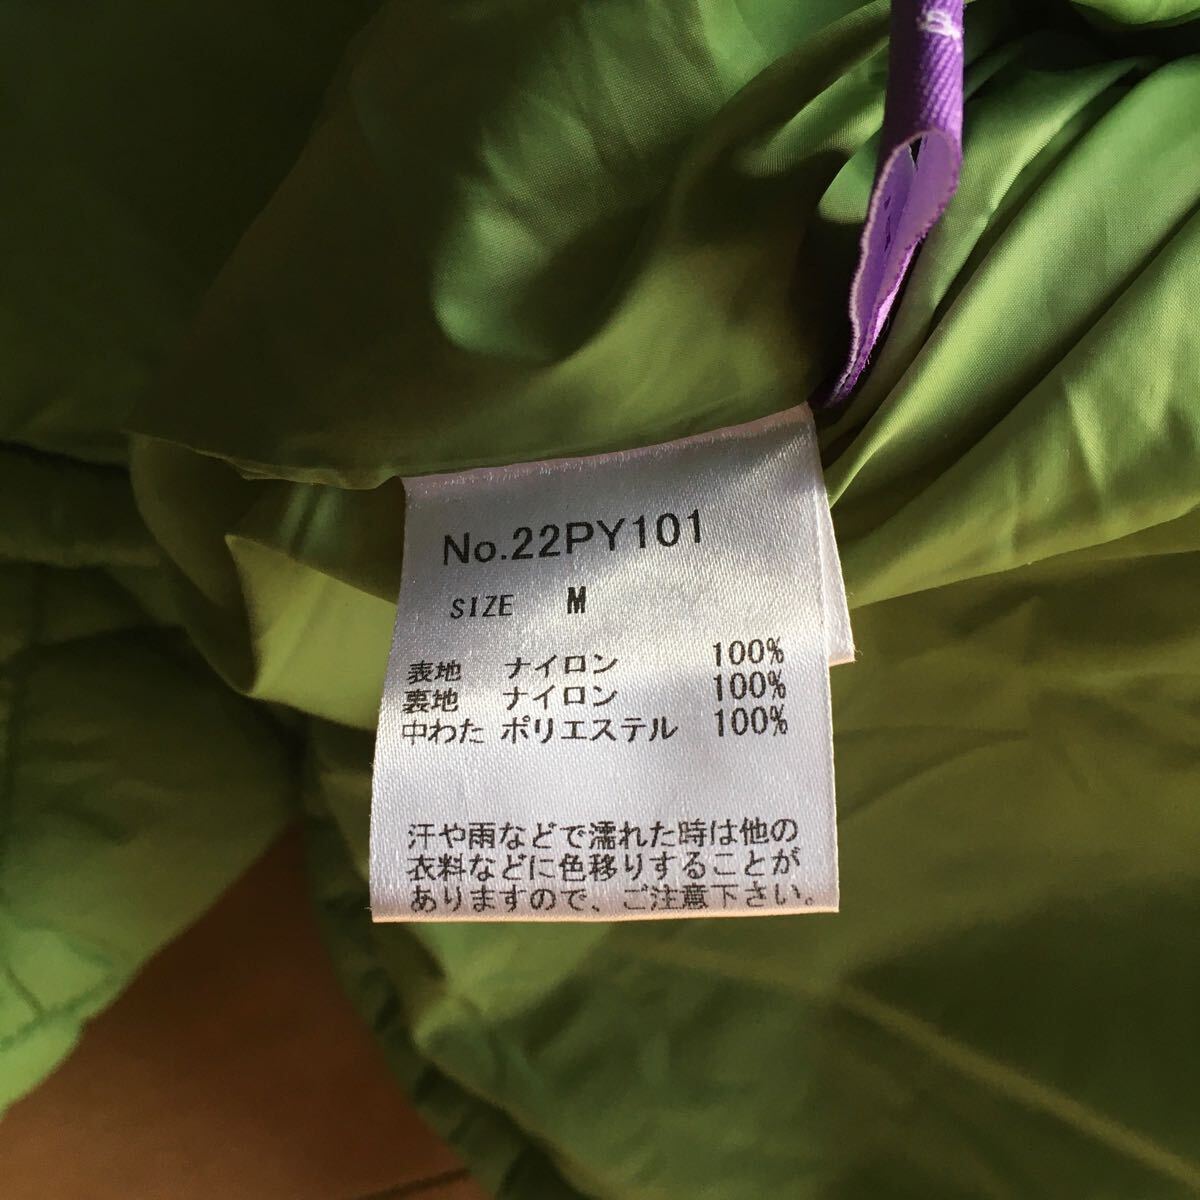 No.22PY101
SIZE M
表地 ナイロン 100%
裏地 ナイロン 100%
中わた ポリエステル 100%
汗や雨などで濡れた時は他の
衣料などに色移りすることが
ありますので、ご注意下さい。